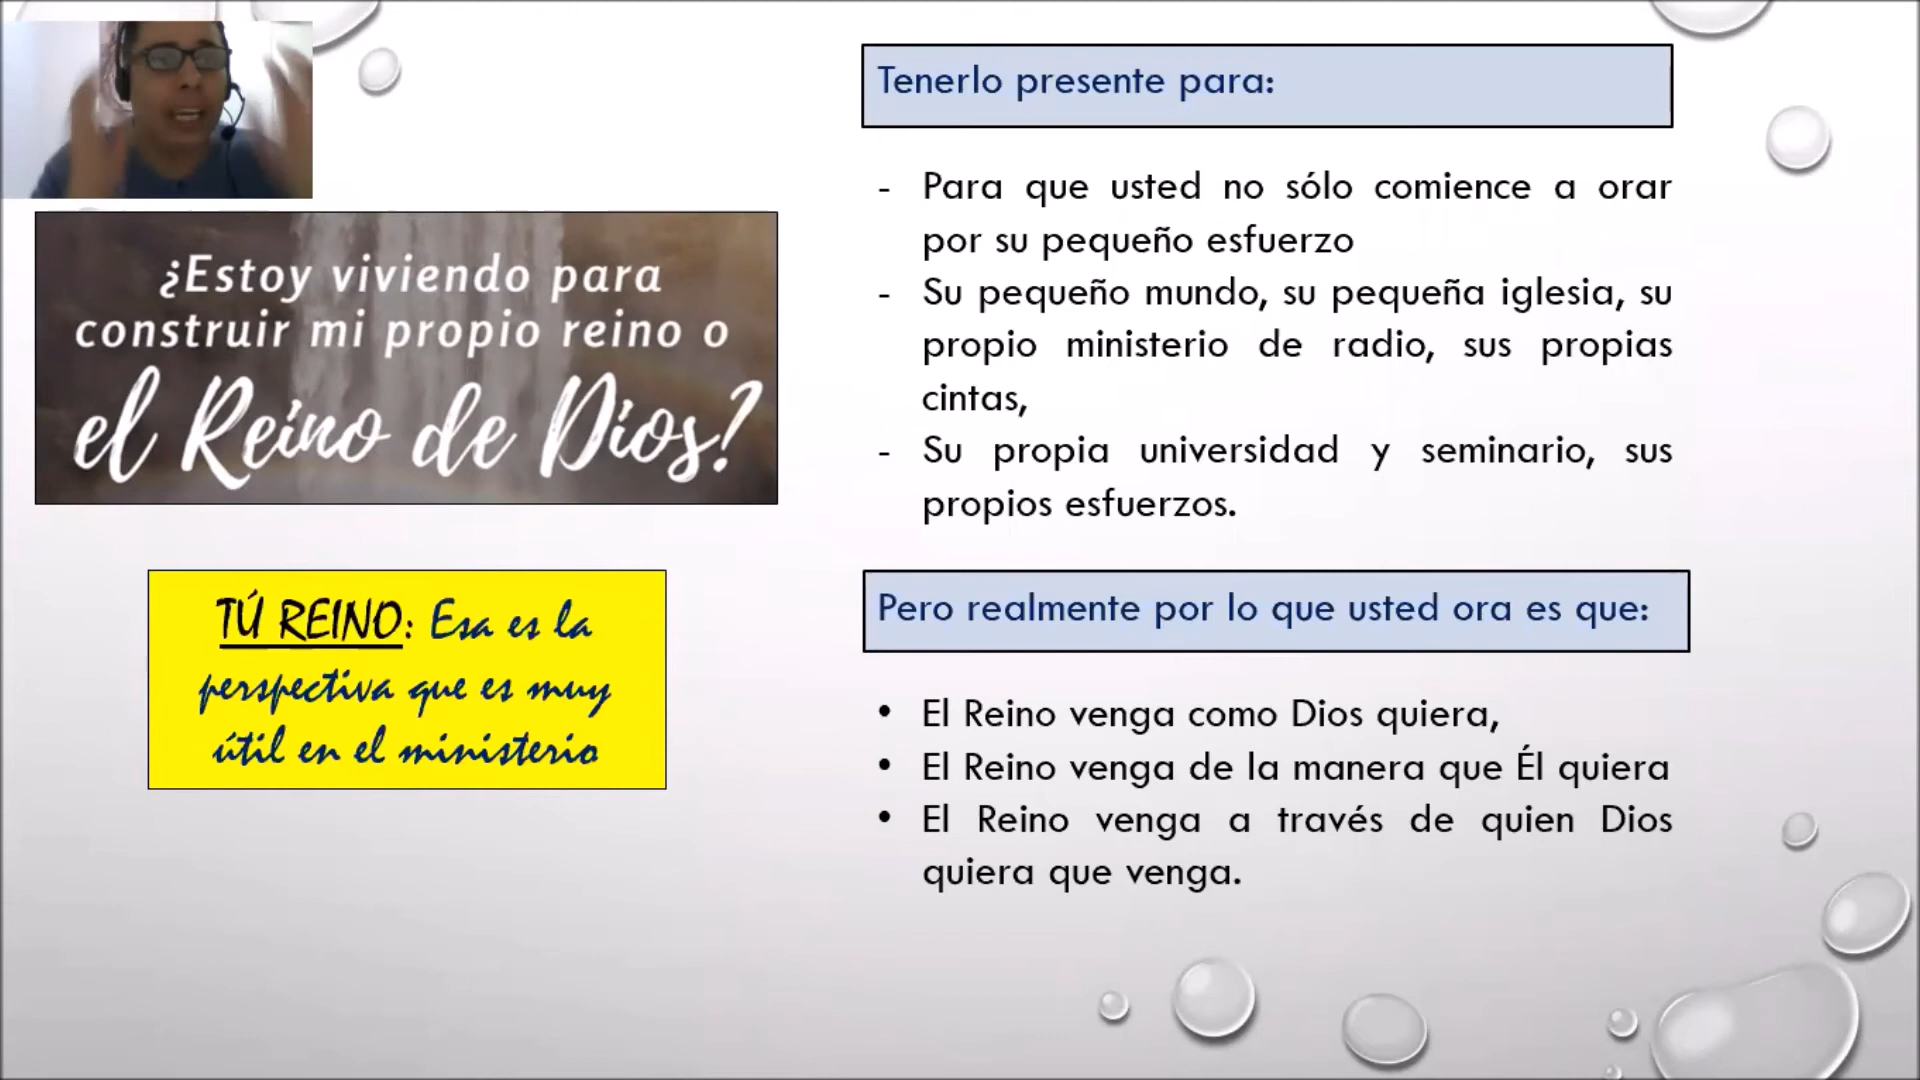 ¿Estoy viviendo para
construir mi propio reino o
el Reino de Dios?
TÚ REINO: Esa es la
perspectiva que es muy
útil en el ministerio
Tenerlo presente para:
- Para que usted no sólo comience a orar
por su pequeño esfuerzo
- Su pequeño mundo, su pequeña iglesia, su
propio ministerio de radio, sus propias
cintas,
- Su propia universidad y seminario, sus
propios esfuerzos.
Pero realmente por lo que usted ora es que:
• El Reino venga como Dios quiera,
• El Reino venga de la manera que Él quiera
• El Reino venga a través de quien Dios
quiera que venga.